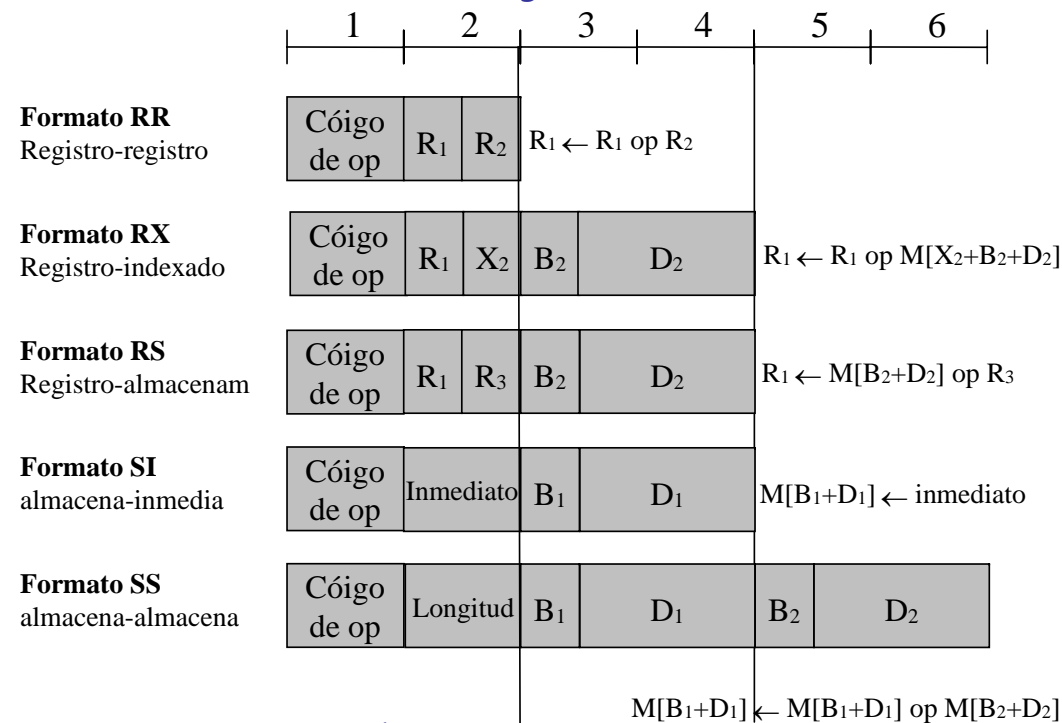 1 2 3 4 5 6
Formato RR
Registro-registro
Cóigo
de op
R1 R2
R1 ← R1 op R2
Formato RX
Registro-indexado
Cóigo
de op
R1 X2 B2 D2
R1 ← R1 op M[X2+B2+D2]
Formato RS
Registro-almacenam
Cóigo
de op
R1 R3 B2 D2
R1 ← M[B2+D2] op R3
Formato SI
almacena-inmedia
Cóigo
de op
Inmediato B1 D1
M[B1+D1] ← inmediato
Formato SS
almacena-almacena
Cóigo
de op
Longitud B1 D1 B2 D2
M[B1+D1] ← M[B1+D1] op M[B2+D2]